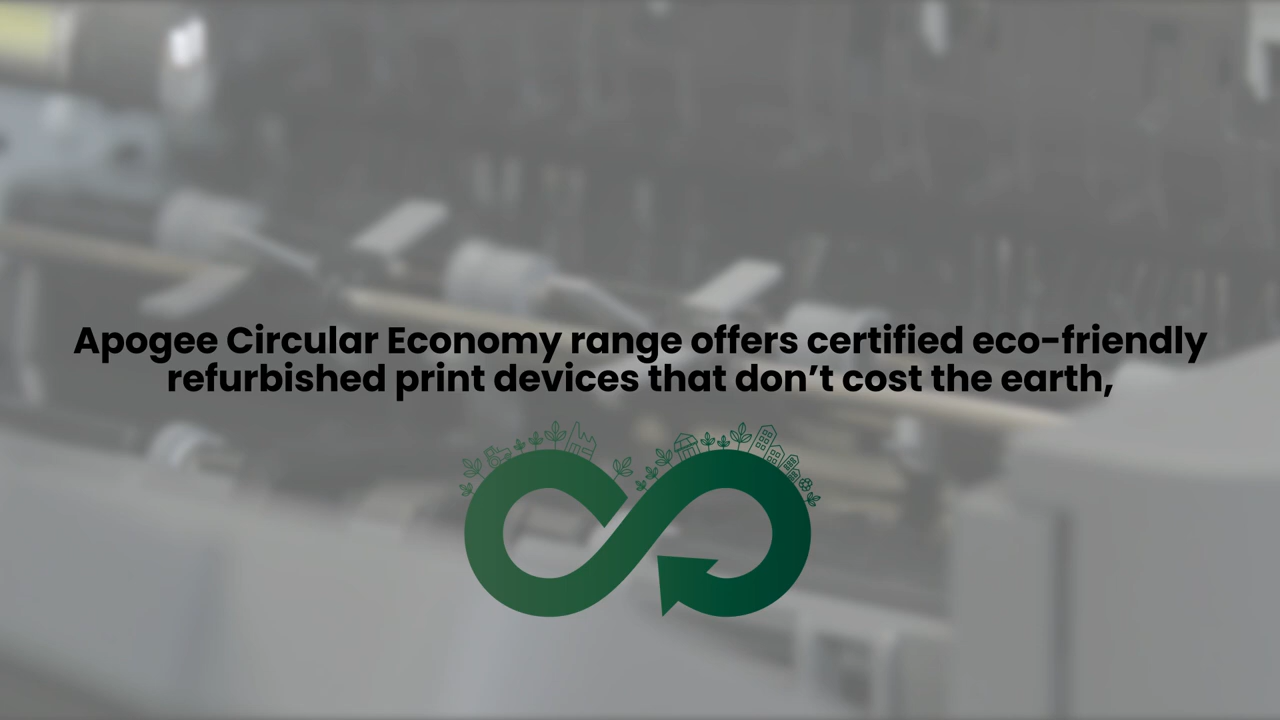 Apogee Circular Economy range offers certified eco-friendly
refurbished print devices that don’t cost the earth,